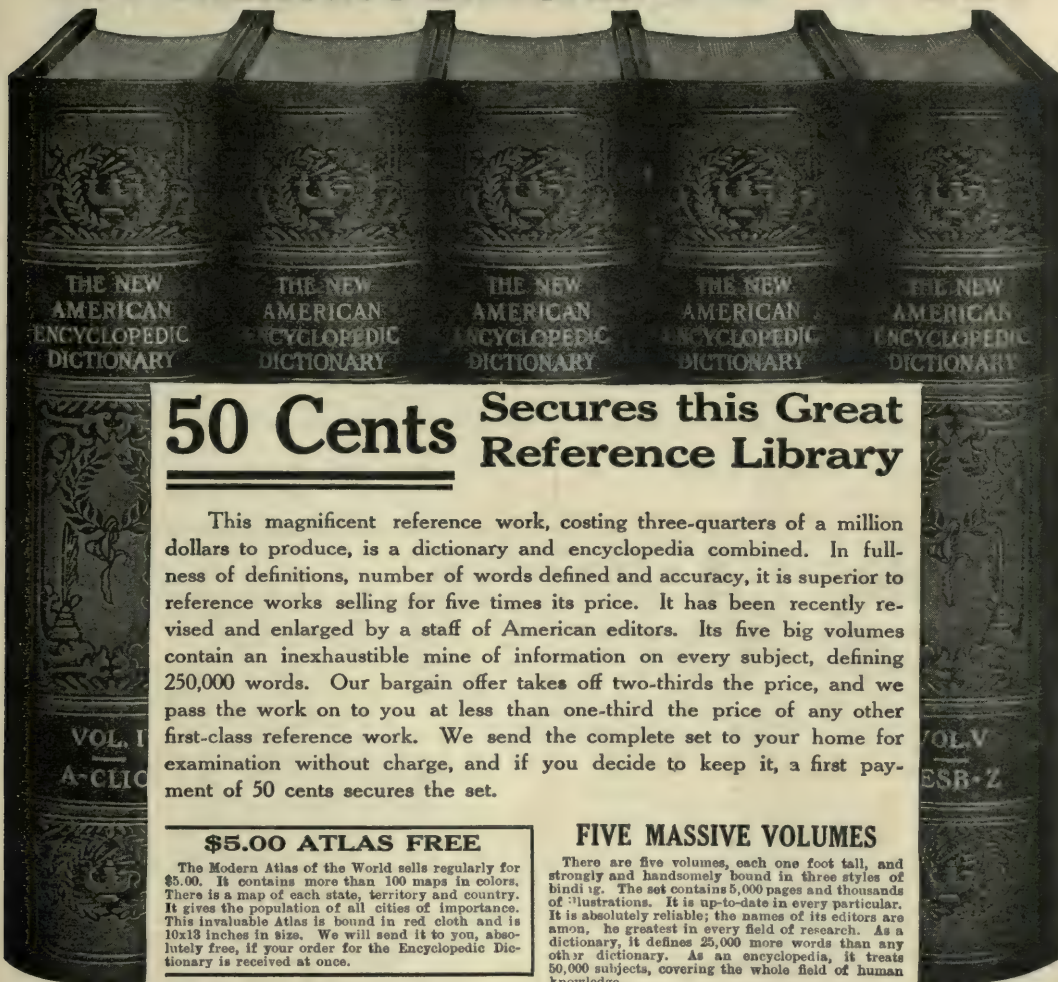 THE NEW
AMERICAN
ENCYCLOPEDIC
DICTIONARY
THE NEW
AMERICAN
ENCYCLOPEDIC
DICTIONARY
THE NEW
AMERICAN
ENCYCLOPEDIC
DICTIONARY
THE NEW
AMERICAN
ENCYCLOPEDIC
DICTIONARY
THE NEW
AMERICAN
ENCYCLOPEDIC
DICTIONARY
50 Cents
Secures this Great
Reference Library
This magnificent reference work, costing three-quarters of a million
dollars to produce, is a dictionary and encyclopedia combined. In full-
ness of definitions, number of words defined and accuracy, it is superior to
reference works selling for five times its price. It has been recently re-
vised and enlarged by a staff of American editors. Its five big volumes
contain an inexhaustible mine of information on every subject, defining
250,000 words. Our bargain offer takes off two-thirds the price, and we
pass the work on to you at less than one-third the price of any other
first-class reference work. We send the complete set to your home for
examination without charge, and if you decide to keep it, a first pay-
ment of 50 cents secures the set.
VOL. I
A-CLIC
VOL.V
ESR-Z
$5.00 ATLAS FREE
The Modern Atlas of the World sells regularly for
$5.00. It contains more than 100 maps in colors.
There is a map of each state, territory and country.
It gives the population of all cities of importance.
This invaluable Atlas is bound in red cloth and is
10x13 inches in size. We will send it to you, abso-
lutely free, if your order for the Encyclopedic Dic-
tionary is received at once.
FIVE MASSIVE VOLUMES
There are five volumes, each one foot tall, and
strongly and handsomely bound in three styles of
bindi g. The set contains 5,000 pages and thousands
of llustrations. It is up-to-date in every particular.
It is absolutely reliable; the names of its editors are
amon, he greatest in every field of research. As a
dictionary, it defines 25,000 more words than any
other dictionary. As an encyclopedia, it treats
50,000 subjects, covering the whole field of human